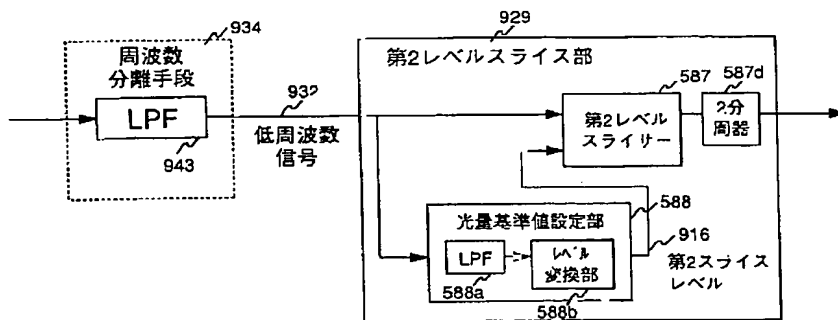 934
周波数
分離手段
LPF
943
932
低周波数
信号
929
第2レベルスライス部
587
第2レベル
スライサー
587d
2分
周器
588
光量基準値設定部
LPF
588a
レベル
変換部
588b
916
第2スライス
レベル